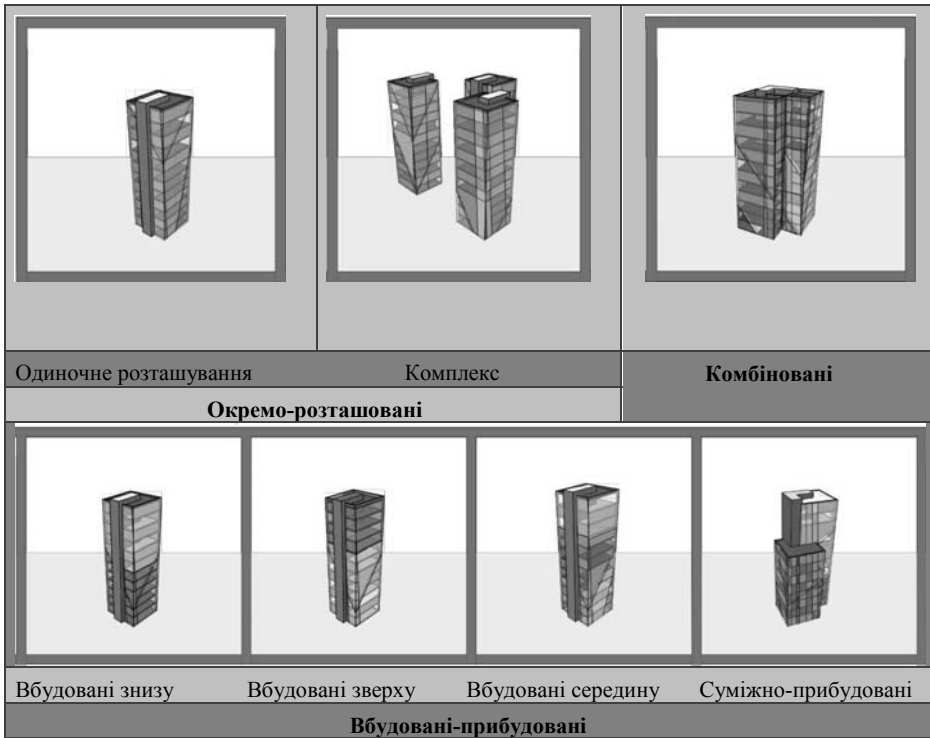 Одиночне розташування Комплекс Комбіновані
Окремо-розташовані
Вбудовані знизу Вбудовані зверху Вбудовані середину Суміжно-прибудовані
Вбудовані-прибудовані